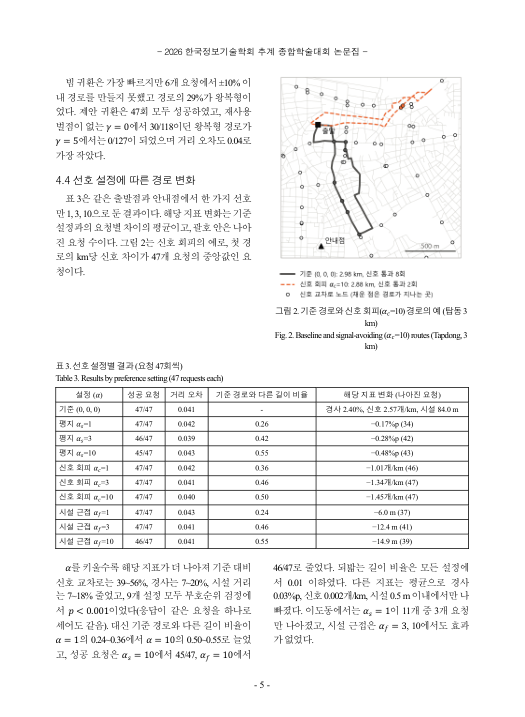 - 2026 한국정보기술학회 추계 종합학술대회 논문집 -
빔 귀환은 가장 빠르지만 6개 요청에서 ±10% 이
내 경로를 만들지 못했고 경로의 29%가 왕복형이
었다. 제안 귀환은 47회 모두 성공하였고, 재사용
벌점이 없는 γ = 0에서 30/118이던 왕복형 경로가
γ = 5에서는 0/127이 되었으며 거리 오차도 0.04로
가장 작았다.
4.4 선호 설정에 따른 경로 변화
표 3은 같은 출발점과 안내점에서 한 가지 선호
만 1, 3, 10으로 둔 결과이다. 해당 지표 변화는 기준
설정과의 요청별 차이의 평균이고, 괄호 안은 나아
진 요청 수이다. 그림 2는 신호 회피의 예로, 첫 경
로의 km당 신호 차이가 47개 요청의 중앙값인 요
청이다.
출발
안내점
500 m
기준 (0, 0, 0): 2.98 km, 신호 통과 8회
신호 회피 α_c=10: 2.88 km, 신호 통과 2회
신호 교차로 노드 (채운 점은 경로가 지나는 곳)
그림 2. 기준 경로와 신호 회피(α_c=10) 경로의 예 (탑동 3
km)
Fig. 2. Baseline and signal-avoiding (α_c=10) routes (Tapdong, 3
km)
표 3. 선호 설정별 결과 (요청 47회씩)
Table 3. Results by preference setting (47 requests each)
설정 (α) 성공 요청 거리 오차 기준 경로와 다른 길이 비율 해당 지표 변화 (나아진 요청)
기준 (0, 0, 0) 47/47 0.041 - 경사 2.40%, 신호 2.57개/km, 시설 84.0 m
평지 α_s=1 47/47 0.042 0.26 −0.17%p (34)
평지 α_s=3 46/47 0.039 0.42 −0.28%p (42)
평지 α_s=10 45/47 0.043 0.55 −0.48%p (43)
신호 회피 α_c=1 47/47 0.042 0.36 −1.01개/km (46)
신호 회피 α_c=3 47/47 0.041 0.46 −1.34개/km (47)
신호 회피 α_c=10 47/47 0.040 0.50 −1.45개/km (47)
시설 근접 α_f=1 47/47 0.043 0.24 −6.0 m (37)
시설 근접 α_f=3 47/47 0.041 0.46 −12.4 m (41)
시설 근접 α_f=10 46/47 0.041 0.55 −14.9 m (39)
α를 키울수록 해당 지표가 더 나아져 기준 대비
신호 교차로는 39–56%, 경사는 7–20%, 시설 거리
는 7–18% 줄었고, 9개 설정 모두 부호순위 검정에
서 p < 0.001이었다(응답이 같은 요청을 하나로
세어도 같음). 대신 기준 경로와 다른 길이 비율이
α = 1의 0.24–0.36에서 α = 10의 0.50–0.55로 늘었
고, 성공 요청은 α_s = 10에서 45/47, α_f = 10에서
46/47로 줄었다. 되밟는 길이 비율은 모든 설정에
서 0.01 이하였다. 다른 지표는 평균으로 경사
0.03%p, 신호 0.002개/km, 시설 0.5 m 이내에서만 나
빠졌다. 이도동에서는 α_s = 1이 11개 중 3개 요청
만 나아졌고, 시설 근접은 α_f = 3, 10에서도 효과
가 없었다.
- 5 -